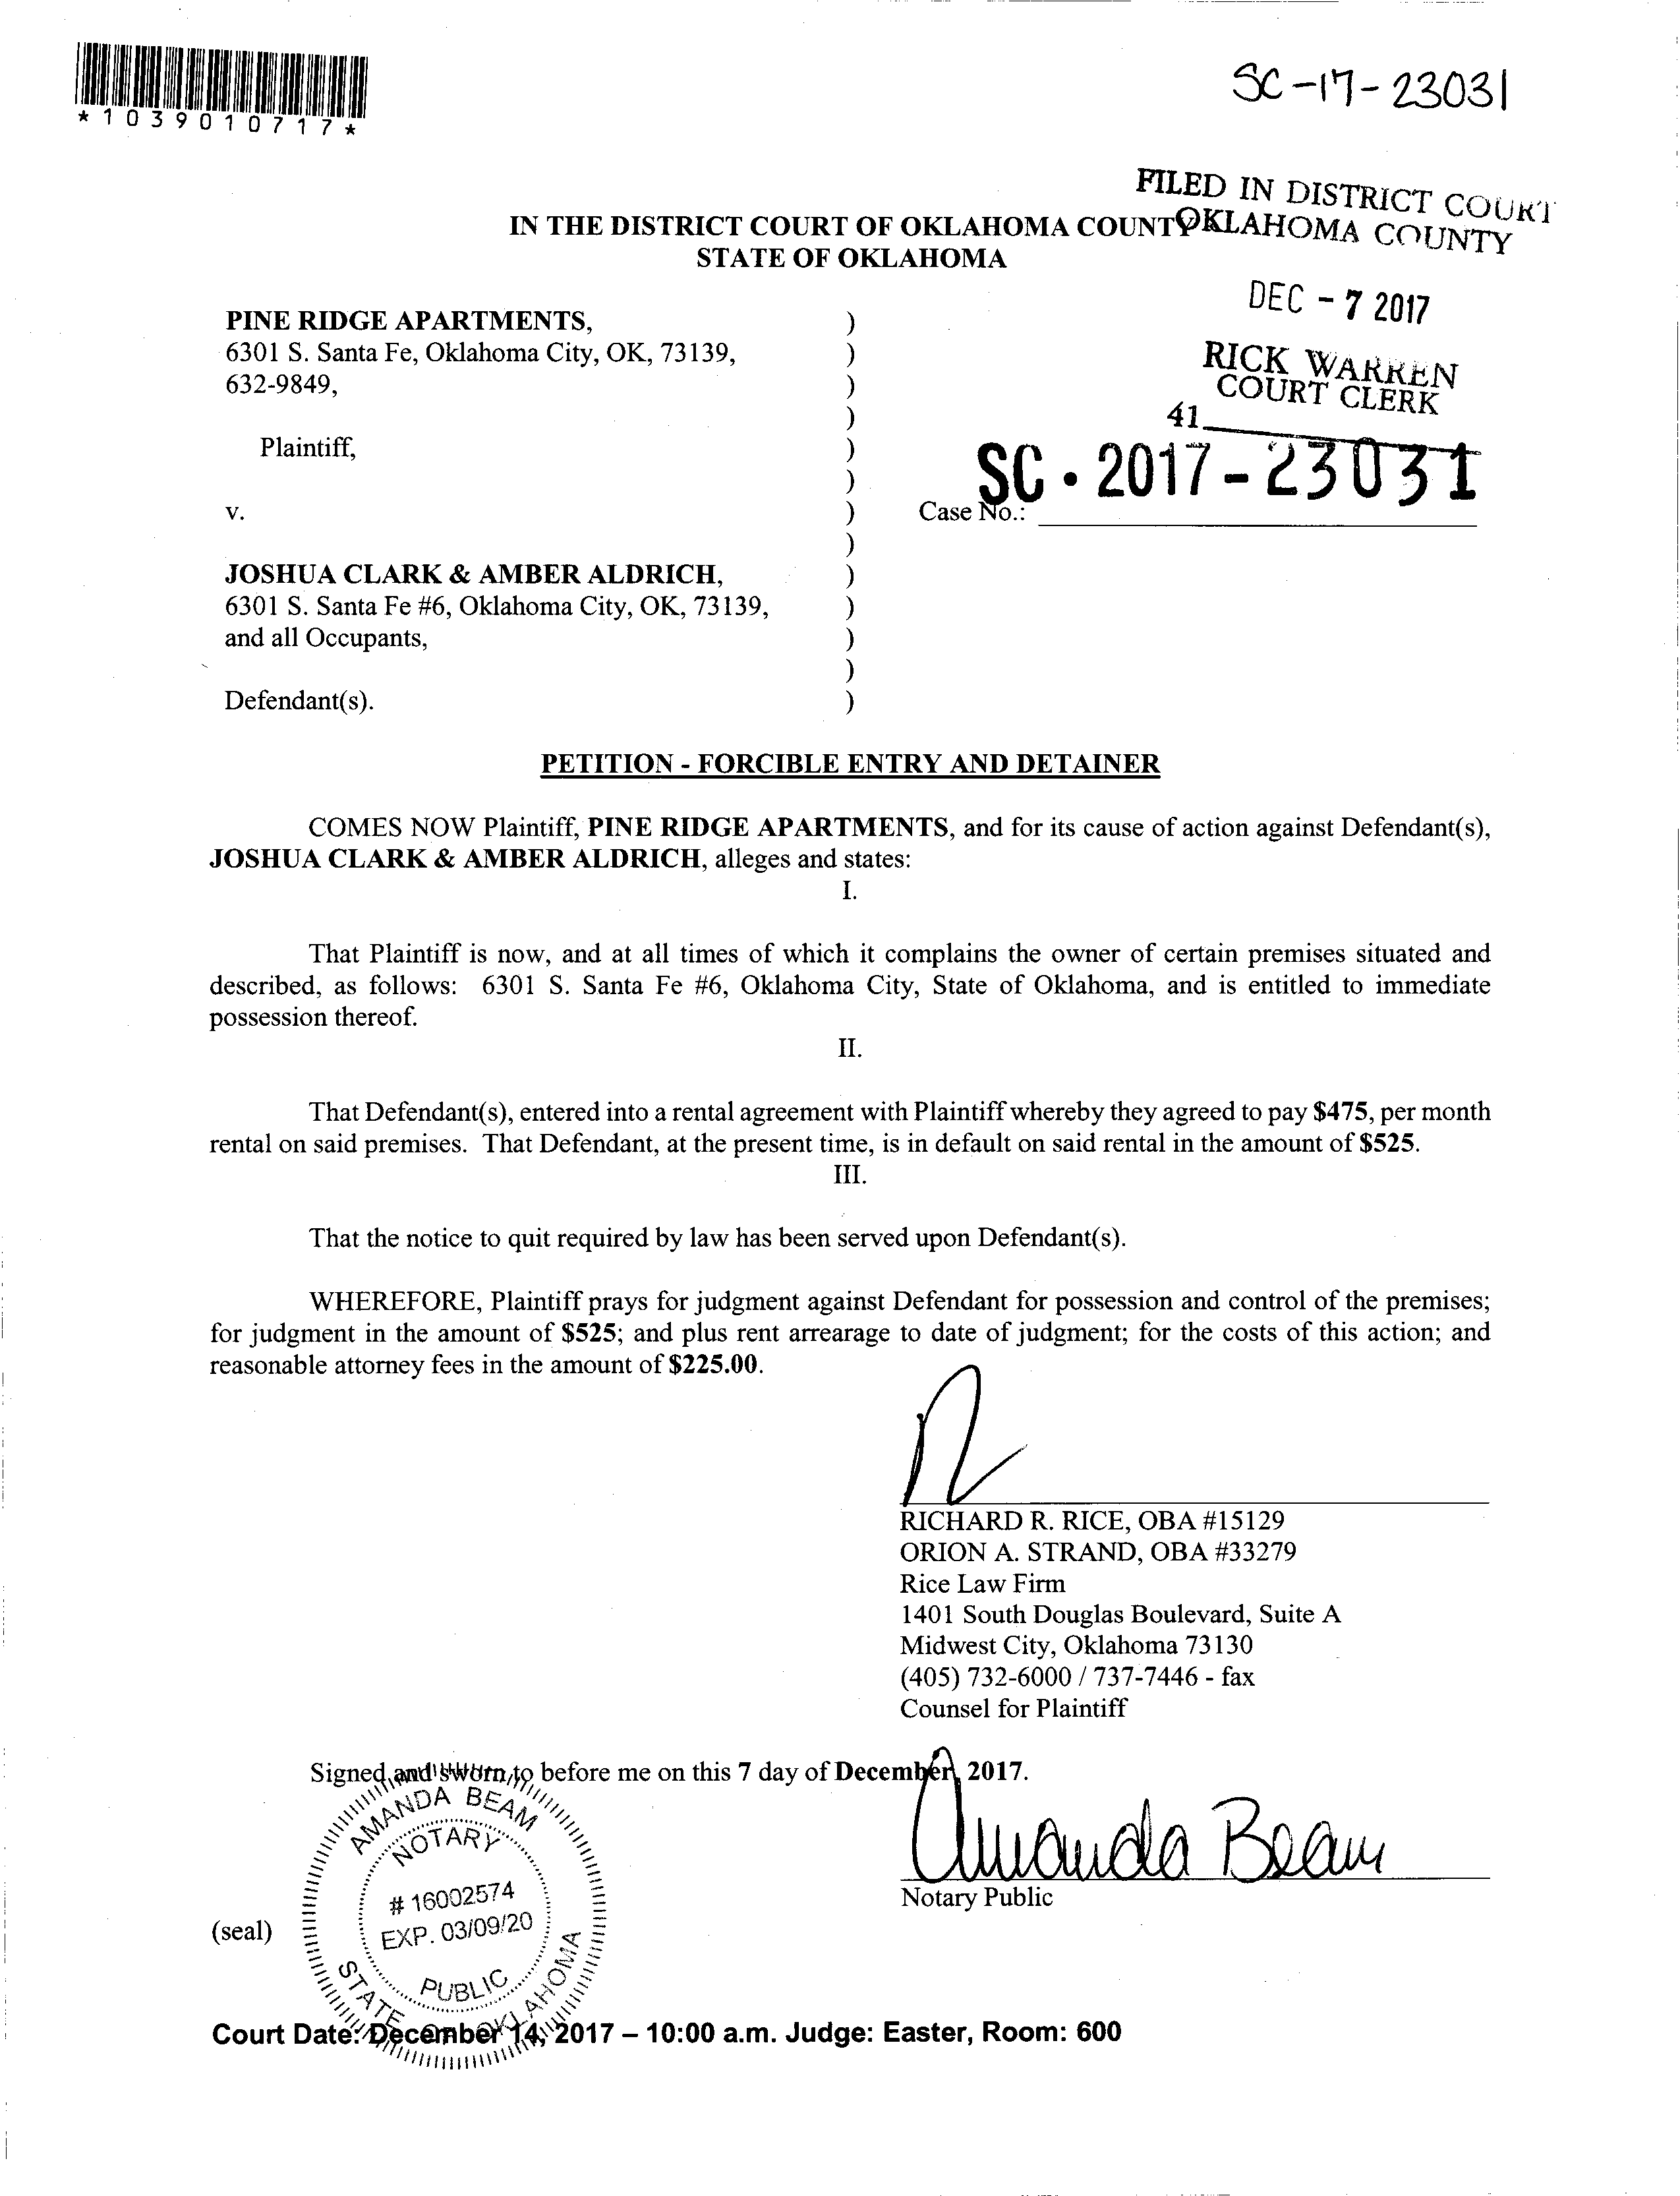 *1039010717*
SC-17-23031
FILED IN DISTRICT COURT
OKLAHOMA COUNTY
IN THE DISTRICT COURT OF OKLAHOMA COUNTY
STATE OF OKLAHOMA
DEC - 7 2017
RICK WARREN
COURT CLERK
41
PINE RIDGE APARTMENTS, )
6301 S. Santa Fe, Oklahoma City, OK, 73139, )
632-9849, )
)
Plaintiff, )
)
v. ) Case No.: SC · 2017 - 23031
)
JOSHUA CLARK & AMBER ALDRICH, )
6301 S. Santa Fe #6, Oklahoma City, OK, 73139, )
and all Occupants, )
)
Defendant(s). )
PETITION - FORCIBLE ENTRY AND DETAINER
COMES NOW Plaintiff, PINE RIDGE APARTMENTS, and for its cause of action against Defendant(s),
JOSHUA CLARK & AMBER ALDRICH, alleges and states:
I.
That Plaintiff is now, and at all times of which it complains the owner of certain premises situated and
described, as follows: 6301 S. Santa Fe #6, Oklahoma City, State of Oklahoma, and is entitled to immediate
possession thereof.
II.
That Defendant(s), entered into a rental agreement with Plaintiff whereby they agreed to pay $475, per month
rental on said premises. That Defendant, at the present time, is in default on said rental in the amount of $525.
III.
That the notice to quit required by law has been served upon Defendant(s).
WHEREFORE, Plaintiff prays for judgment against Defendant for possession and control of the premises;
for judgment in the amount of $525; and plus rent arrearage to date of judgment; for the costs of this action; and
reasonable attorney fees in the amount of $225.00.
RICHARD R. RICE, OBA #15129
ORION A. STRAND, OBA #33279
Rice Law Firm
1401 South Douglas Boulevard, Suite A
Midwest City, Oklahoma 73130
(405) 732-6000 / 737-7446 - fax
Counsel for Plaintiff
Signed and sworn to before me on this 7 day of December, 2017.
Amanda Beam
Notary Public
(seal)
AMANDA BEAM
NOTARY
# 16002574
EXP. 03/09/20
PUBLIC
STATE OF OKLAHOMA
Court Date: December 14, 2017 – 10:00 a.m. Judge: Easter, Room: 600